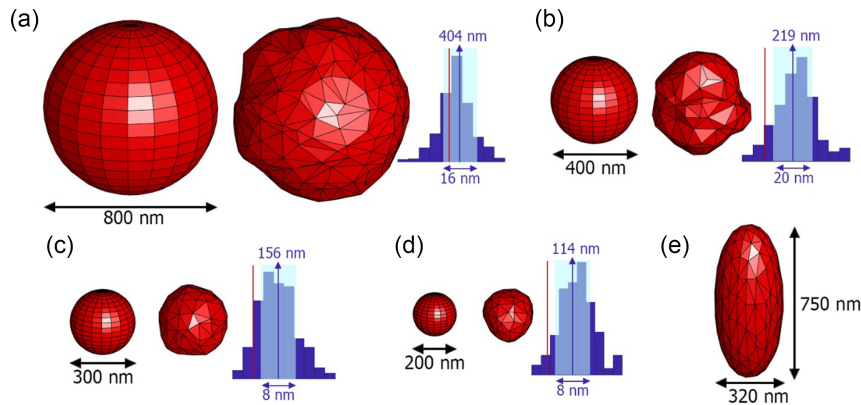 (a)
404 nm
16 nm
800 nm
(b)
219 nm
20 nm
400 nm
(c)
156 nm
8 nm
300 nm
(d)
114 nm
8 nm
200 nm
(e)
750 nm
320 nm